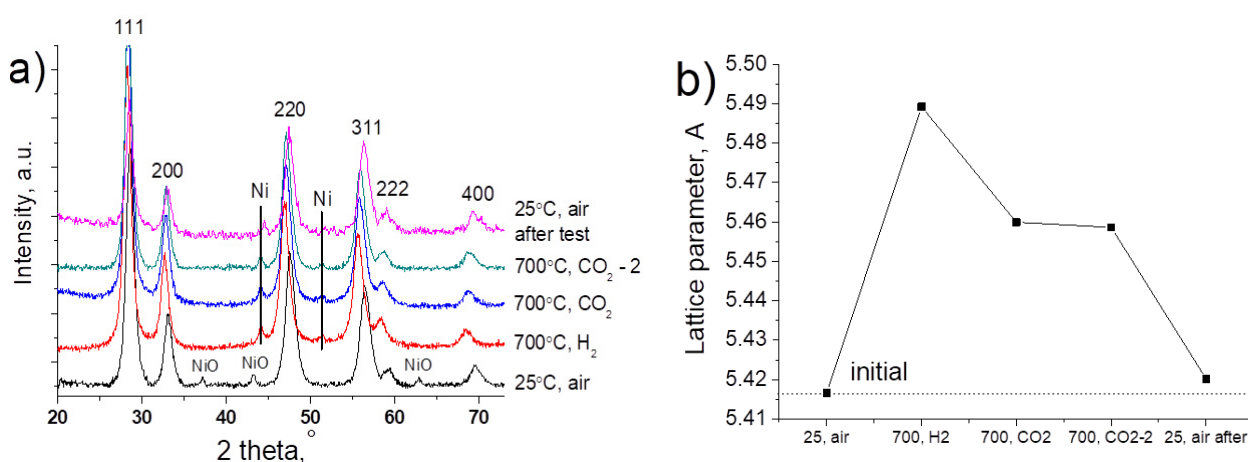 a)
Intensity, a.u.
111
200
220
311
222
400
Ni
Ni
25°C, air
after test
700°C, CO2 - 2
700°C, CO2
700°C, H2
25°C, air
NiO
NiO
NiO
20
30
40
50
60
70
2 theta, °
b)
Lattice parameter, A
5.50
5.49
5.48
5.47
5.46
5.45
5.44
5.43
5.42
5.41
initial
25, air
700, H2
700, CO2
700, CO2-2
25, air after